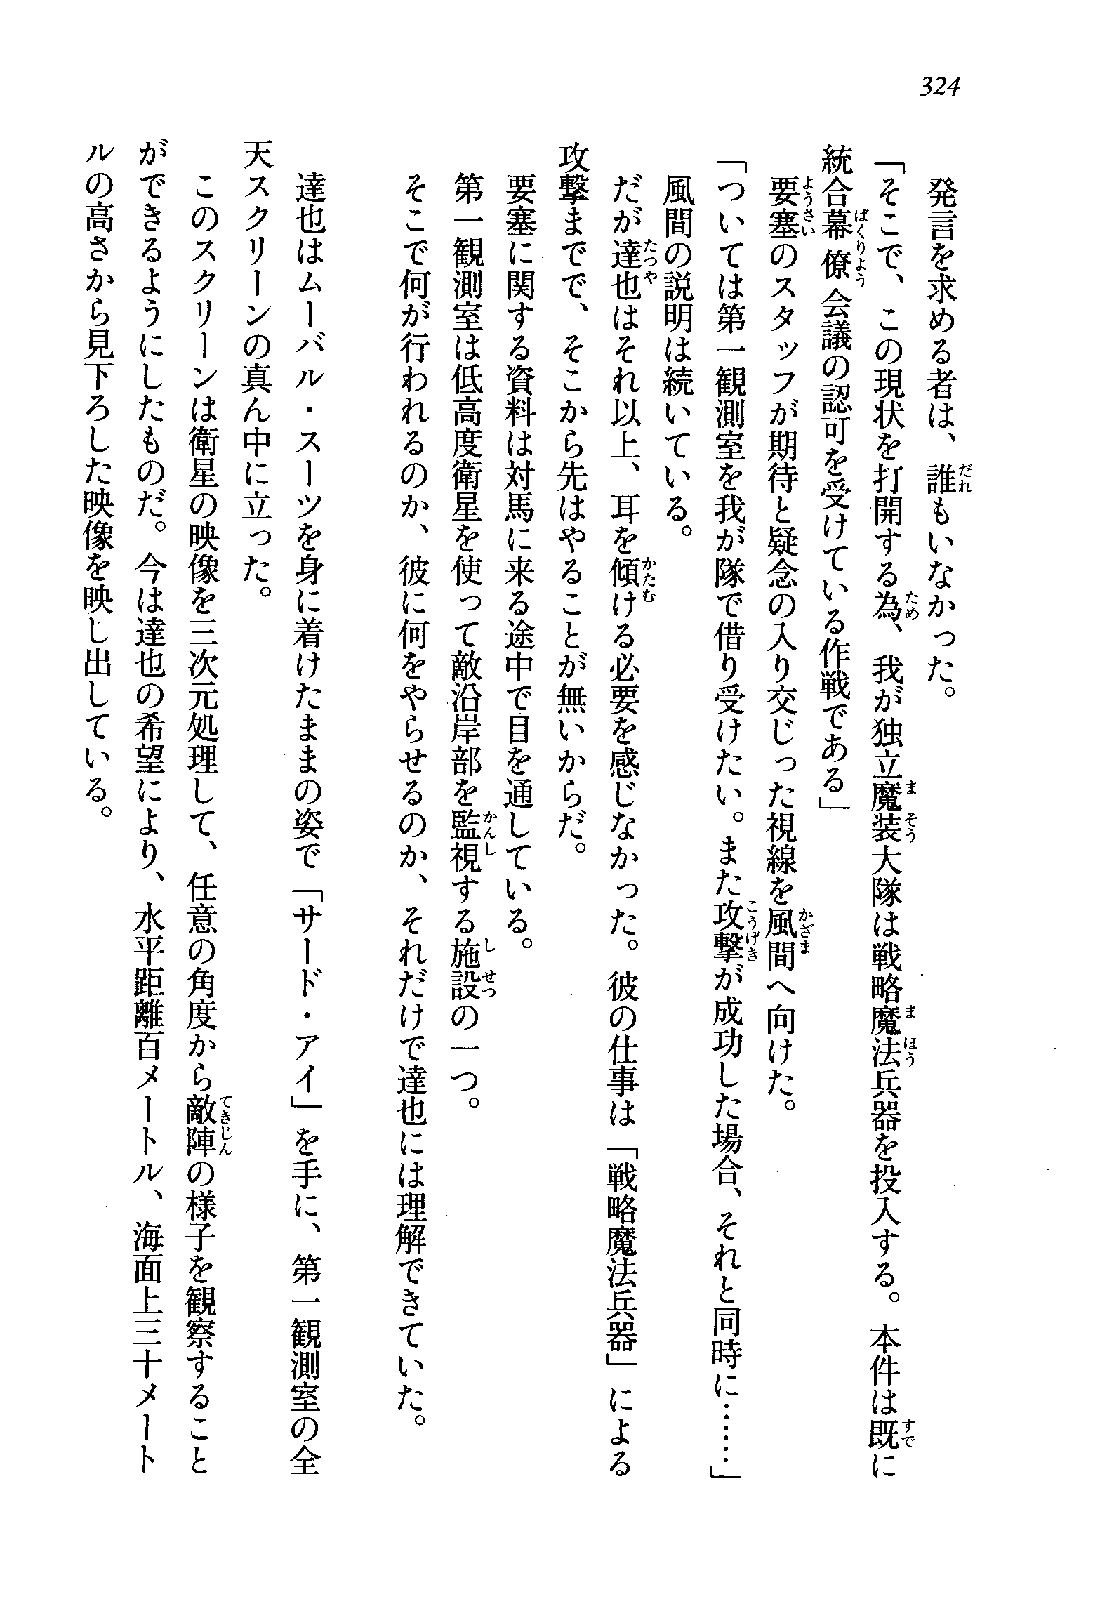 324
発言を求める者は、誰もいなかった。
「そこで、この現状を打開する為、我が独立魔装大隊は戦略魔法兵器を投入する。本件は既に
統合幕僚会議の認可を受けている作戦である」
要塞のスタッフが期待と疑念の入り交じった視線を風間へ向けた。
「ついては第一観測室を我が隊で借り受けたい。また攻撃が成功した場合、それと同時に……」
風間の説明は続いている。
だが達也はそれ以上、耳を傾ける必要を感じなかった。彼の仕事は「戦略魔法兵器」による
攻撃までで、そこから先はやることが無いからだ。
要塞に関する資料は対馬に来る途中で目を通している。
第一観測室は低高度衛星を使って敵沿岸部を監視する施設の一つ。
そこで何が行われるのか、彼に何をやらせるのか、それだけで達也には理解できていた。
達也はムーバル・スーツを身に着けたままの姿で「サード・アイ」を手に、第一観測室の全
天スクリーンの真ん中に立った。
このスクリーンは衛星の映像を三次元処理して、任意の角度から敵陣の様子を観察すること
ができるようにしたものだ。今は達也の希望により、水平距離百メートル、海面上三十メート
ルの高さから見下ろした映像を映し出している。